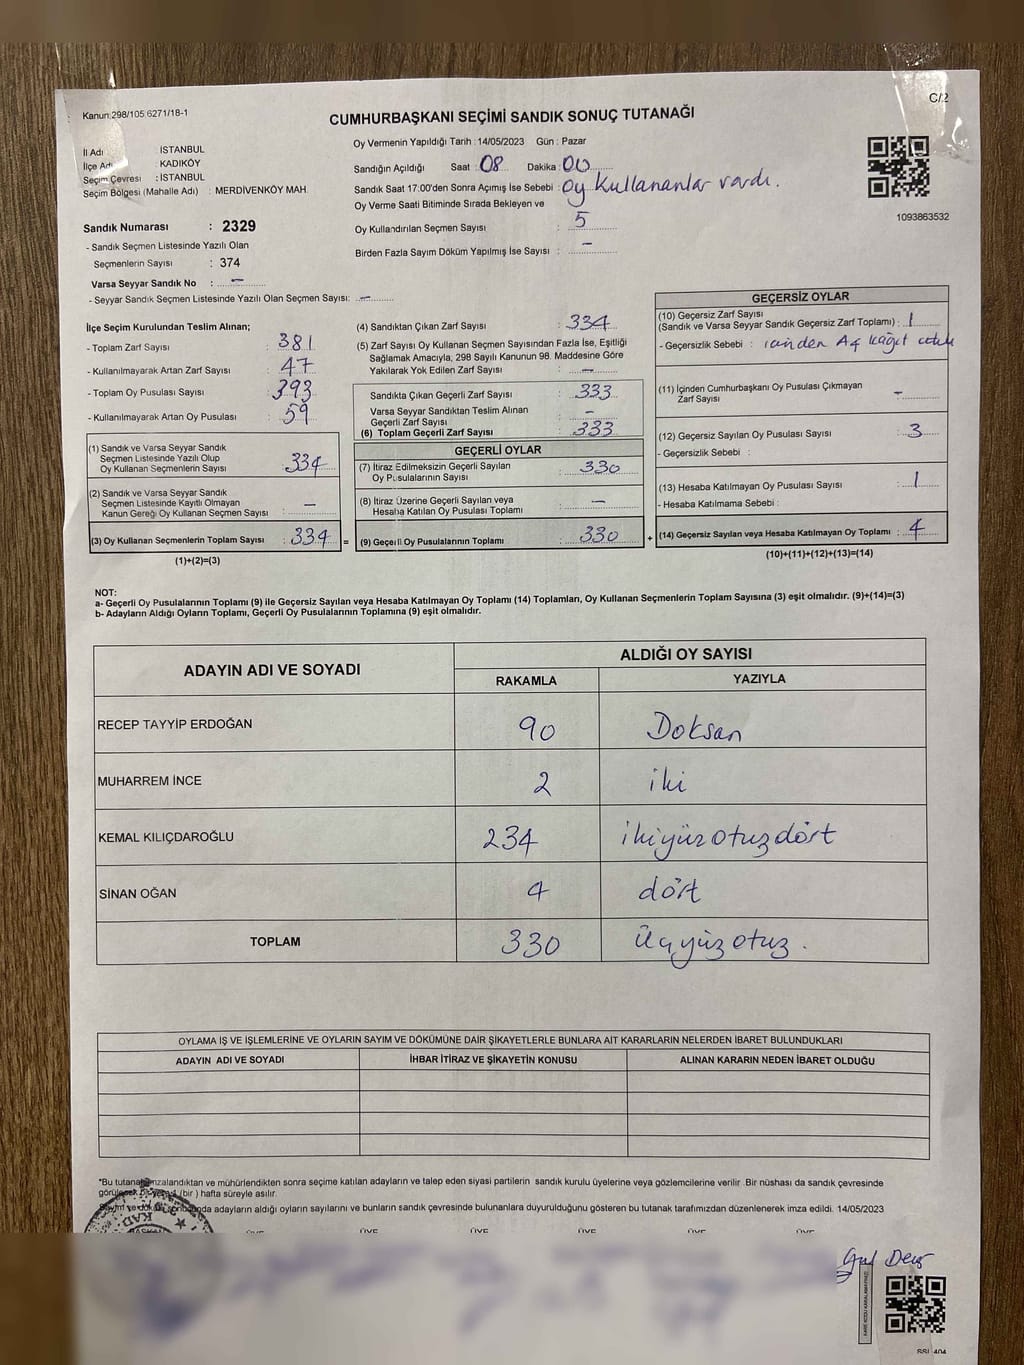 C/2
Kanun:298/105.6271/18-1
CUMHURBAŞKANI SEÇİMİ SANDIK SONUÇ TUTANAĞI
İl Adı : İSTANBUL
İlçe Adı : KADIKÖY
Seçim Çevresi : İSTANBUL
Seçim Bölgesi (Mahalle Adı) : MERDİVENKÖY MAH.
Oy Vermenin Yapıldığı Tarih : 14/05/2023 Gün : Pazar
Sandığın Açıldığı Saat : 08 Dakika : 00
Sandık Saat 17:00'den Sonra Açımış İse Sebebi : Oy kullananlar vardı.
Oy Verme Saati Bitiminde Sırada Bekleyen ve
Oy Kullandırılan Seçmen Sayısı : 5
Birden Fazla Sayım Döküm Yapılmış İse Sayısı : –
1093863532
Sandık Numarası : 2329
- Sandık Seçmen Listesinde Yazılı Olan
Seçmenlerin Sayısı : 374
Varsa Seyyar Sandık No : –
- Seyyar Sandık Seçmen Listesinde Yazılı Olan Seçmen Sayısı: –
İlçe Seçim Kurulundan Teslim Alınan;
- Toplam Zarf Sayısı : 381
- Kullanılmayarak Artan Zarf Sayısı : 47
- Toplam Oy Pusulası Sayısı : 393
- Kullanılmayarak Artan Oy Pusulası : 59
(1) Sandık ve Varsa Seyyar Sandık
Seçmen Listesinde Yazılı Olup
Oy Kullanan Seçmenlerin Sayısı : 334
(2) Sandık ve Varsa Seyyar Sandık
Seçmen Listesinde Kayıtlı Olmayan
Kanun Gereği Oy Kullanan Seçmen Sayısı : –
(3) Oy Kullanan Seçmenlerin Toplam Sayısı : 334 =
(1)+(2)=(3)
(4) Sandıktan Çıkan Zarf Sayısı : 334
(5) Zarf Sayısı Oy Kullanan Seçmen Sayısından Fazla İse, Eşitliği
Sağlamak Amacıyla, 298 Sayılı Kanunun 98. Maddesine Göre
Yakılarak Yok Edilen Zarf Sayısı : –
Sandıkta Çıkan Geçerli Zarf Sayısı : 333
Varsa Seyyar Sandıktan Teslim Alınan
Geçerli Zarf Sayısı : –
(6) Toplam Geçerli Zarf Sayısı : 333
GEÇERLİ OYLAR
(7) İtiraz Edilmeksizin Geçerli Sayılan
Oy Pusulalarının Sayısı : 330
(8) İtiraz Üzerine Geçerli Sayılan veya
Hesaba Katılan Oy Pusulası Toplamı : –
(9) Geçerli Oy Pusulalarının Toplamı : 330 +
GEÇERSİZ OYLAR
(10) Geçersiz Zarf Sayısı
(Sandık ve Varsa Seyyar Sandık Geçersiz Zarf Toplamı) : 1
- Geçersizlik Sebebi : içinden A4 kağıt
(11) İçinden Cumhurbaşkanı Oy Pusulası Çıkmayan
Zarf Sayısı : –
(12) Geçersiz Sayılan Oy Pusulası Sayısı : 3
- Geçersizlik Sebebi :
(13) Hesaba Katılmayan Oy Pusulası Sayısı : 1
- Hesaba Katılmama Sebebi :
(14) Geçersiz Sayılan veya Hesaba Katılmayan Oy Toplamı : 4
(10)+(11)+(12)+(13)=(14)
NOT:
a- Geçerli Oy Pusulalarının Toplamı (9) ile Geçersiz Sayılan veya Hesaba Katılmayan Oy Toplamı (14) Toplamları, Oy Kullanan Seçmenlerin Toplam Sayısına (3) eşit olmalıdır. (9)+(14)=(3)
b- Adayların Aldığı Oyların Toplamı, Geçerli Oy Pusulalarının Toplamına (9) eşit olmalıdır.
ADAYIN ADI VE SOYADI ALDIĞI OY SAYISI
RAKAMLA YAZIYLA
RECEP TAYYİP ERDOĞAN 90 Doksan
MUHARREM İNCE 2 iki
KEMAL KILIÇDAROĞLU 234 ikiyüzotuzdört
SİNAN OĞAN 4 dört
TOPLAM 330 Üçyüzotuz.
OYLAMA İŞ VE İŞLEMLERİNE VE OYLARIN SAYIM VE DÖKÜMÜNE DAİR ŞİKAYETLERLE BUNLARA AİT KARARLARIN NELERDEN İBARET BULUNDUKLARI
ADAYIN ADI VE SOYADI İHBAR İTİRAZ VE ŞİKAYETİN KONUSU ALINAN KARARIN NEDEN İBARET OLDUĞU
*Bu tutanak imzalandıktan ve mühürlendikten sonra seçime katılan adayların ve talep eden siyasi partilerin sandık kurulu üyelerine veya gözlemcilerine verilir .Bir nüshası da sandık çevresinde
(bir ) hafta süreyle asılır.
adayların aldığı oyların sayılarını ve bunların sandık çevresinde bulunanlara duyurulduğunu gösteren bu tutanak tarafımızdan düzenlenerek imza edildi. 14/05/2023
ÜYE ÜYE ÜYE ÜYE ÜYE ÜYE